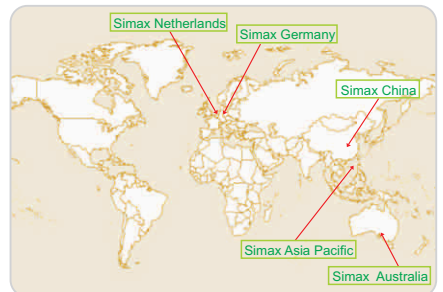 Simax Netherlands
Simax Germany
Simax China
Simax Asia Pacific
Simax Australia